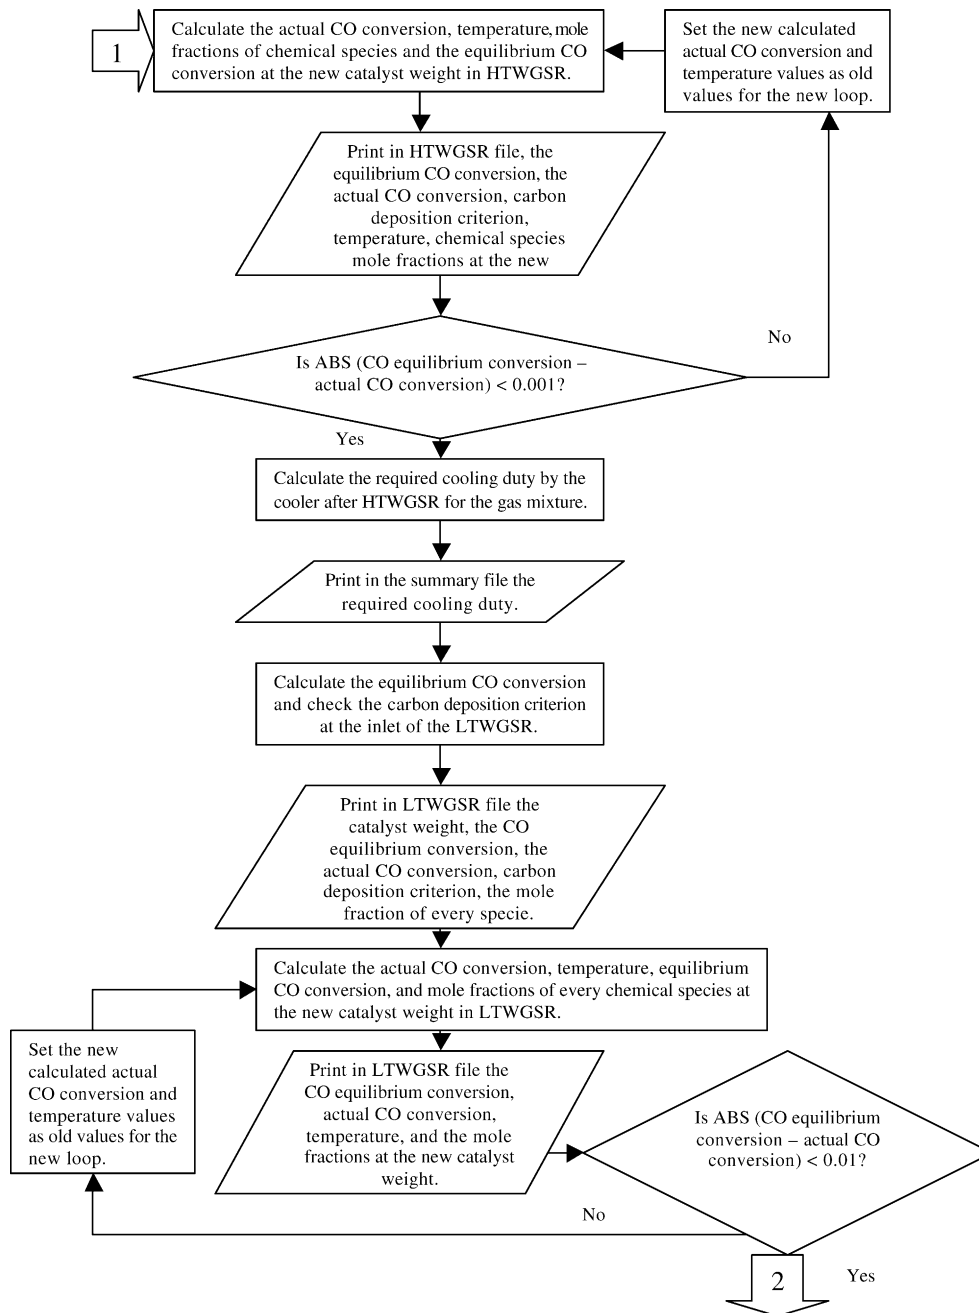 1
Calculate the actual CO conversion, temperature, mole
fractions of chemical species and the equilibrium CO
conversion at the new catalyst weight in HTWGSR.
Set the new calculated
actual CO conversion and
temperature values as old
values for the new loop.
Print in HTWGSR file, the
equilibrium CO conversion, the
actual CO conversion, carbon
deposition criterion,
temperature, chemical species
mole fractions at the new
No
Is ABS (CO equilibrium conversion –
actual CO conversion) < 0.001?
Yes
Calculate the required cooling duty by the
cooler after HTWGSR for the gas mixture.
Print in the summary file the
required cooling duty.
Calculate the equilibrium CO conversion
and check the carbon deposition criterion
at the inlet of the LTWGSR.
Print in LTWGSR file the
catalyst weight, the CO
equilibrium conversion, the
actual CO conversion, carbon
deposition criterion, the mole
fraction of every specie.
Calculate the actual CO conversion, temperature, equilibrium
CO conversion, and mole fractions of every chemical species at
the new catalyst weight in LTWGSR.
Set the new
calculated actual
CO conversion and
temperature values
as old values for the
new loop.
Print in LTWGSR file the
CO equilibrium conversion,
actual CO conversion,
temperature, and the mole
fractions at the new catalyst
weight.
Is ABS (CO equilibrium
conversion – actual CO
conversion) < 0.01?
No
2
Yes